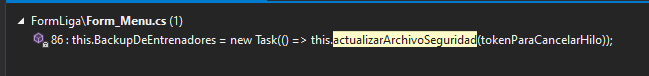 FormLiga\Form_Menu.cs (1)
86 : this.BackupDeEntrenadores = new Task(() => this.actualizarArchivoSeguridad(tokenParaCancelarHilo));